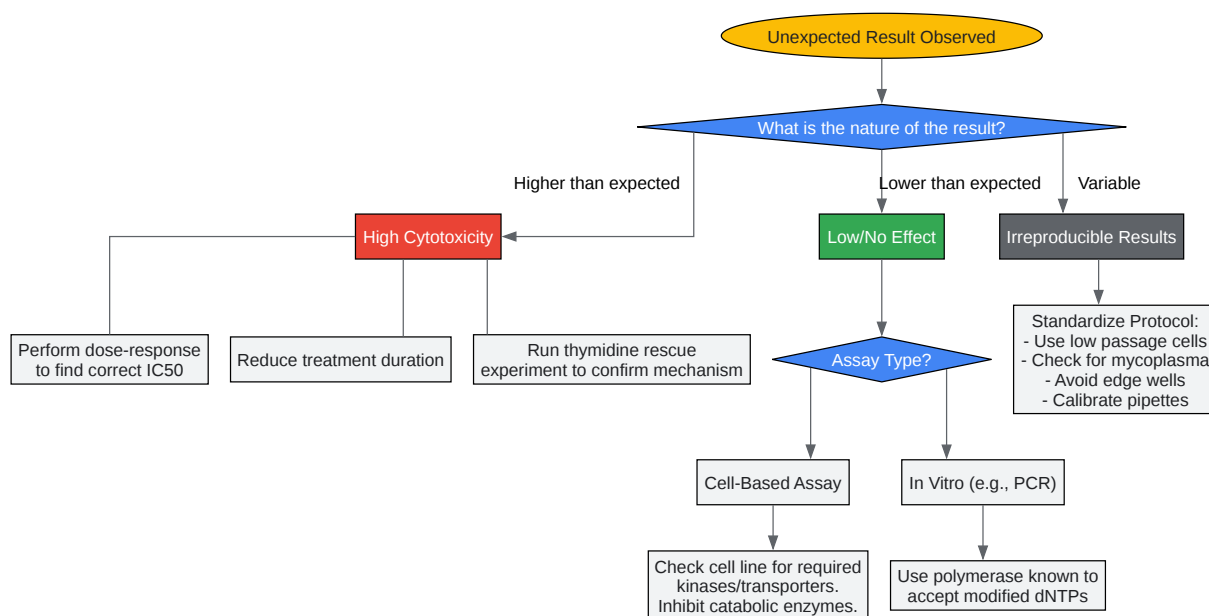 Unexpected Result Observed
What is the nature of the result?
Higher than expected
Lower than expected
Variable
High Cytotoxicity
Low/No Effect
Irreproducible Results
Perform dose-response
to find correct IC50
Reduce treatment duration
Run thymidine rescue
experiment to confirm mechanism
Assay Type?
Standardize Protocol:
- Use low passage cells
- Check for mycoplasma
- Avoid edge wells
- Calibrate pipettes
Cell-Based Assay
In Vitro (e.g., PCR)
Check cell line for required
kinases/transporters.
Inhibit catabolic enzymes.
Use polymerase known to
accept modified dNTPs